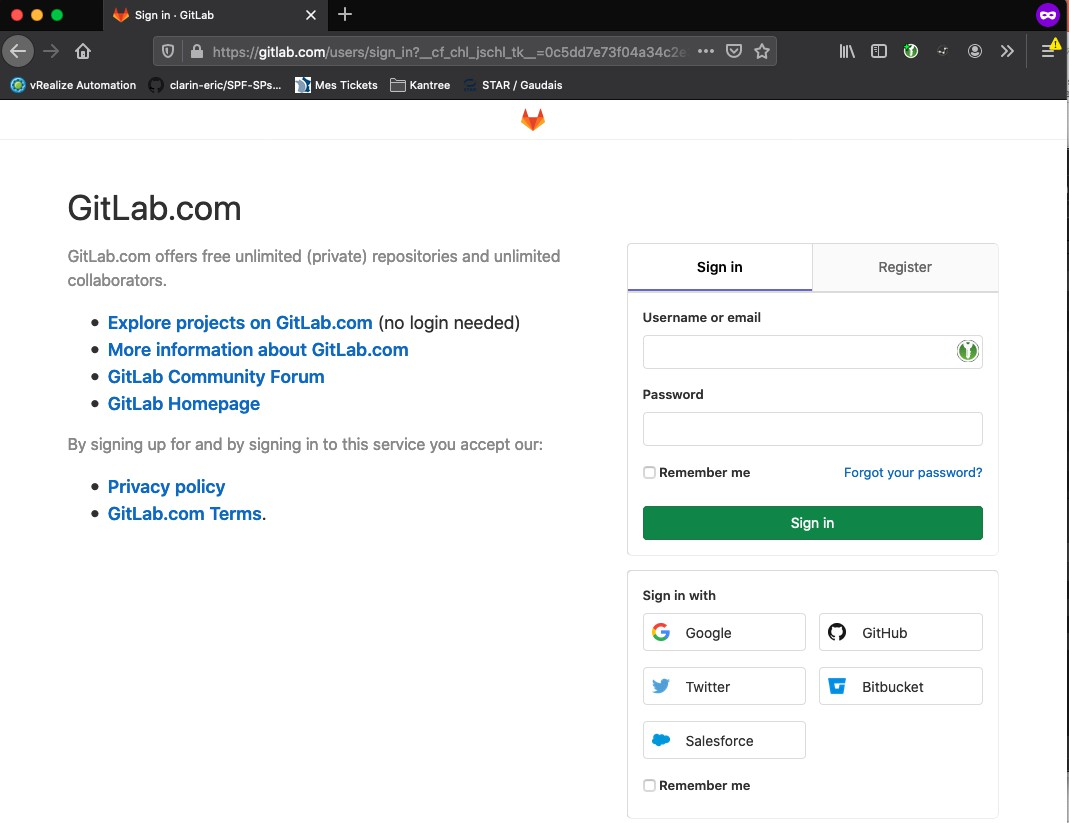 Sign in · GitLab
https://gitlab.com/users/sign_in?__cf_chl_jschl_tk__=0c5dd7e73f04a34c2e
vRealize Automation
clarin-eric/SPF-SPs...
Mes Tickets
Kantree
STAR / Gaudais
GitLab.com
GitLab.com offers free unlimited (private) repositories and unlimited
collaborators.
Explore projects on GitLab.com (no login needed)
More information about GitLab.com
GitLab Community Forum
GitLab Homepage
By signing up for and by signing in to this service you accept our:
Privacy policy
GitLab.com Terms.
Sign in
Register
Username or email
Password
Remember me
Forgot your password?
Sign in
Sign in with
Google
GitHub
Twitter
Bitbucket
Salesforce
Remember me